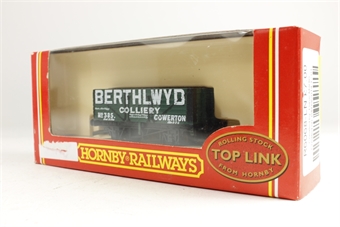 BERTHLWYD
COLLIERY
No 385. GOWERTON
HORNBY RAILWAYS
ROLLING STOCK
TOP LINK
FROM HORNBY